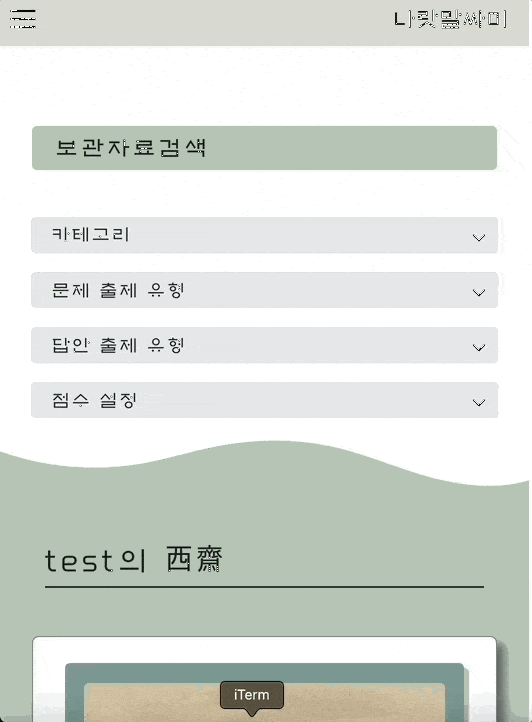 나랏말싸미
보관자료검색
카테고리
문제 출제 유형
답안 출제 유형
점수 설정
test의 西齋
iTerm